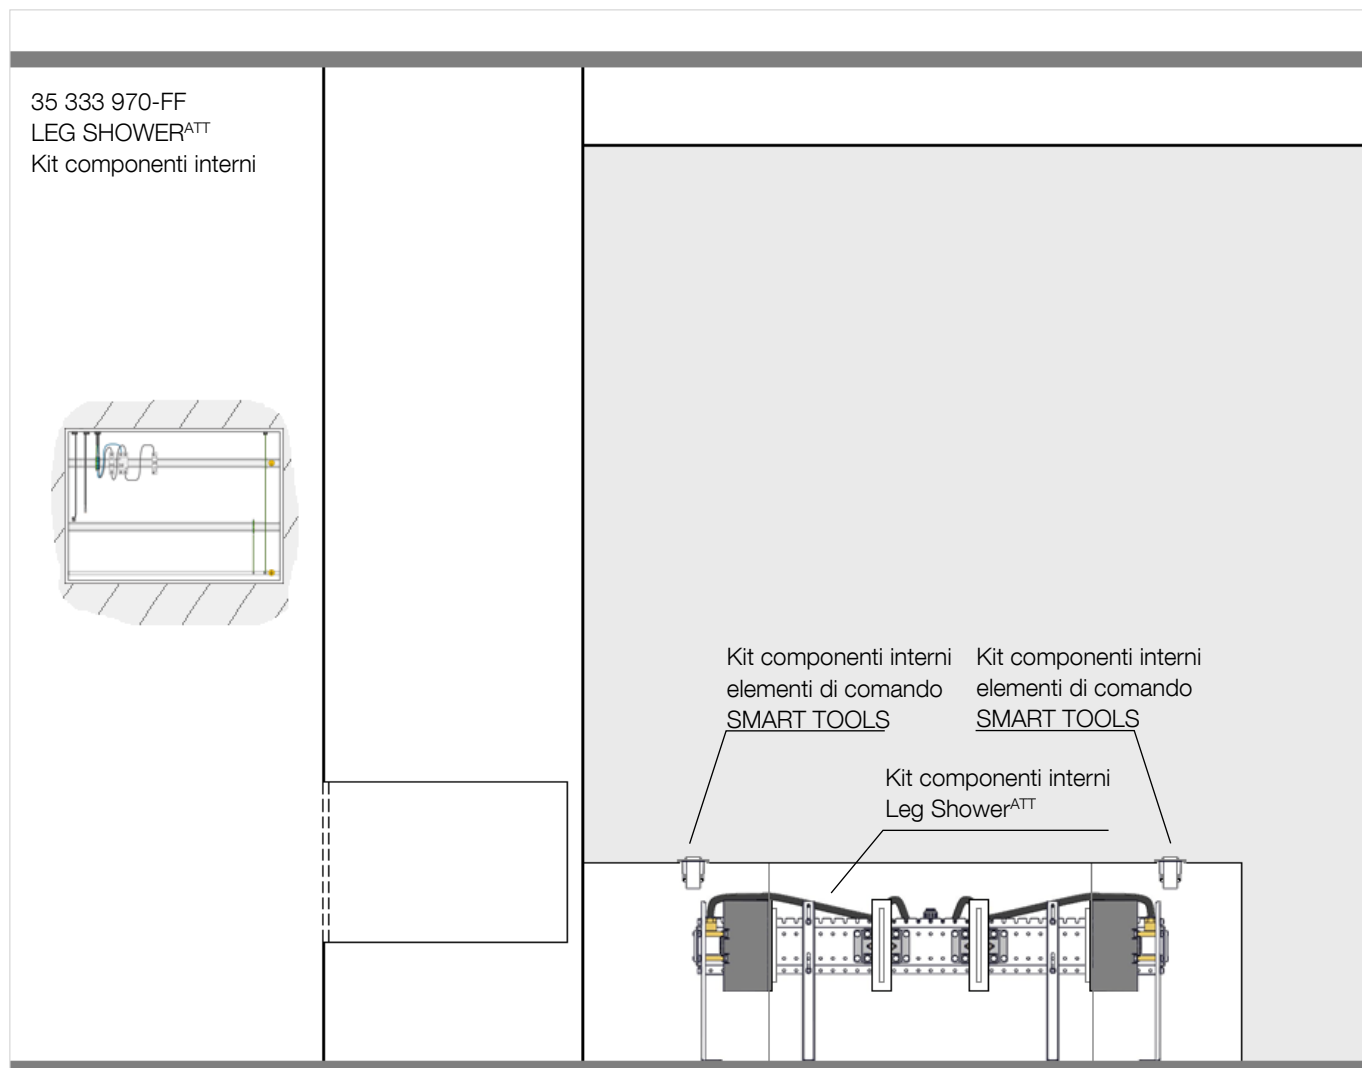 35 333 970-FF
LEG SHOWERᴬᵀᵀ
Kit componenti interni
Kit componenti interni
elementi di comando
SMART TOOLS
Kit componenti interni
elementi di comando
SMART TOOLS
Kit componenti interni
Leg Showerᴬᵀᵀ